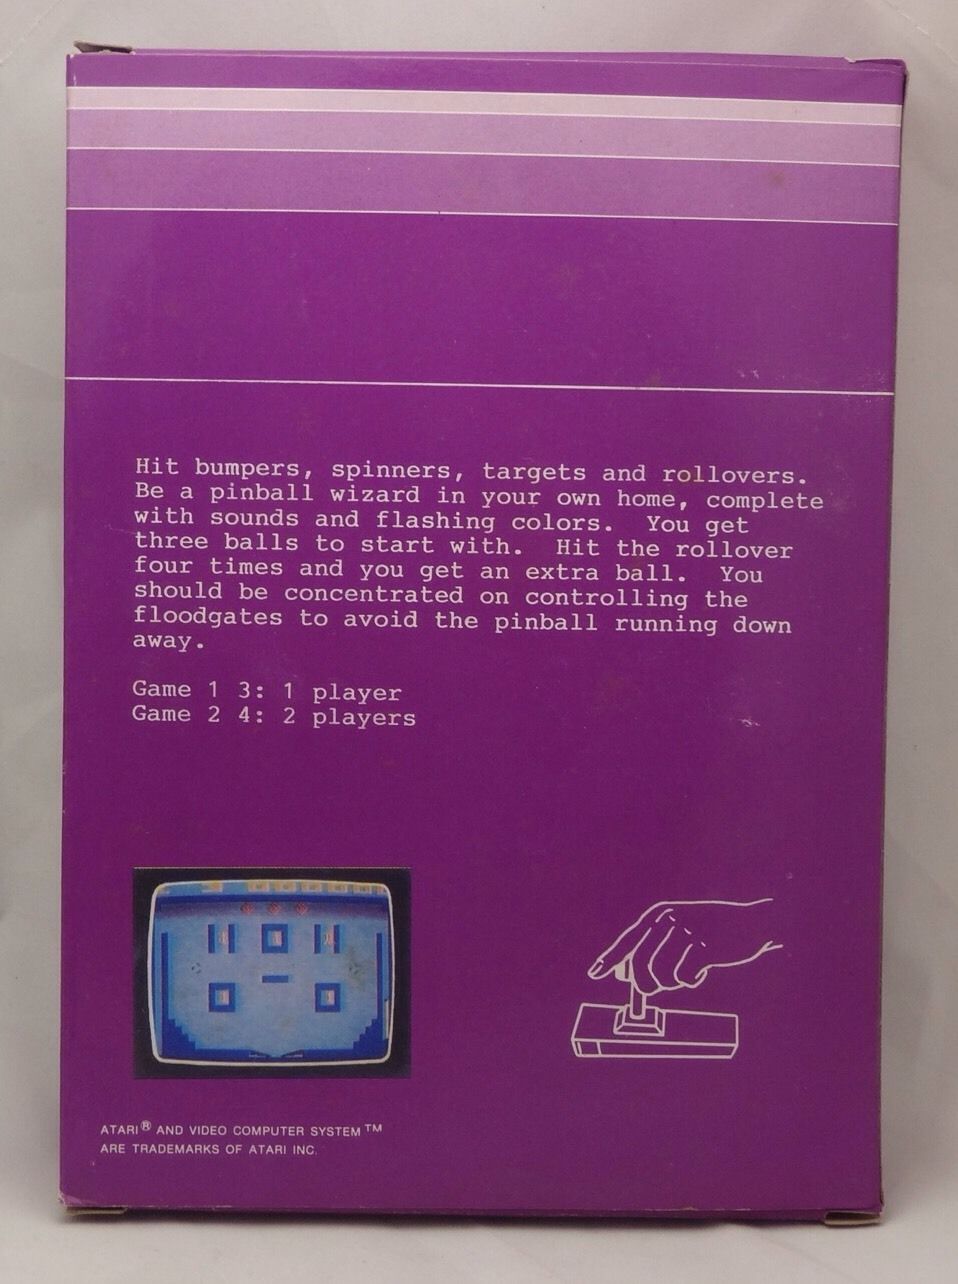 Hit bumpers, spinners, targets and rollovers.
Be a pinball wizard in your own home, complete
with sounds and flashing colors.  You get
three balls to start with.  Hit the rollover
four times and you get an extra ball.  You
should be concentrated on controlling the
floodgates to avoid the pinball running down
away.
Game 1 3: 1 player
Game 2 4: 2 players
ATARI® AND VIDEO COMPUTER SYSTEM™
ARE TRADEMARKS OF ATARI INC.